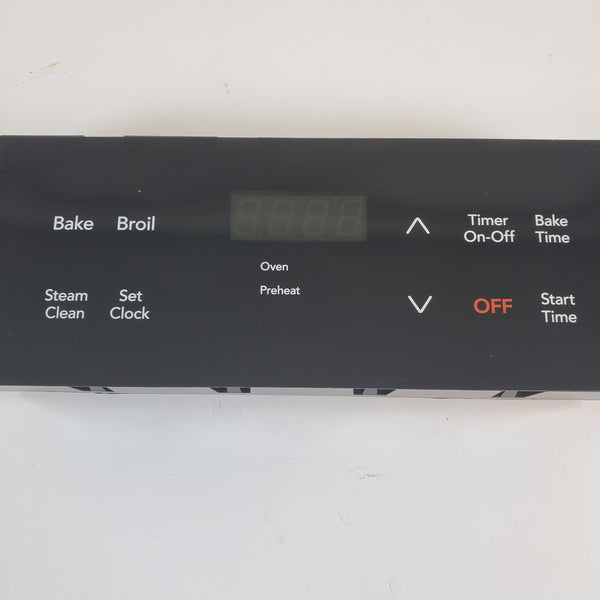 Bake
Broil
Timer
On-Off
Bake
Time
Oven
Preheat
Steam
Clean
Set
Clock
OFF
Start
Time